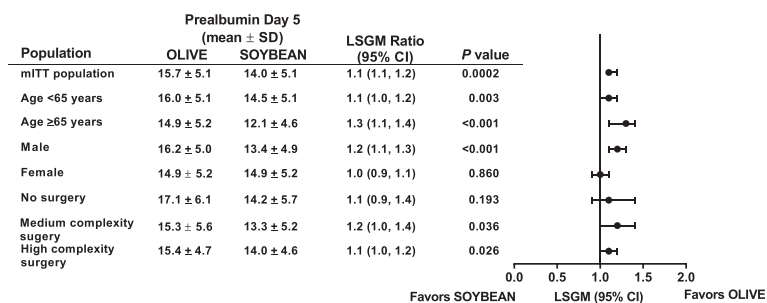 Prealbumin Day 5
(mean ± SD)
LSGM Ratio
(95% CI)
Population OLIVE SOYBEAN P value
mITT population 15.7 ± 5.1 14.0 ± 5.1 1.1 (1.1, 1.2) 0.0002
Age <65 years 16.0 ± 5.1 14.5 ± 5.1 1.1 (1.0, 1.2) 0.003
Age ≥65 years 14.9 ± 5.2 12.1 ± 4.6 1.3 (1.1, 1.4) <0.001
Male 16.2 ± 5.0 13.4 ± 4.9 1.2 (1.1, 1.3) <0.001
Female 14.9 ± 5.2 14.9 ± 5.2 1.0 (0.9, 1.1) 0.860
No surgery 17.1 ± 6.1 14.2 ± 5.7 1.1 (0.9, 1.4) 0.193
Medium complexity
sugery 15.3 ± 5.6 13.3 ± 5.2 1.2 (1.0, 1.4) 0.036
High complexity
surgery 15.4 ± 4.7 14.0 ± 4.6 1.1 (1.0, 1.2) 0.026
0.0 0.5 1.0 1.5 2.0
Favors SOYBEAN LSGM (95% CI) Favors OLIVE